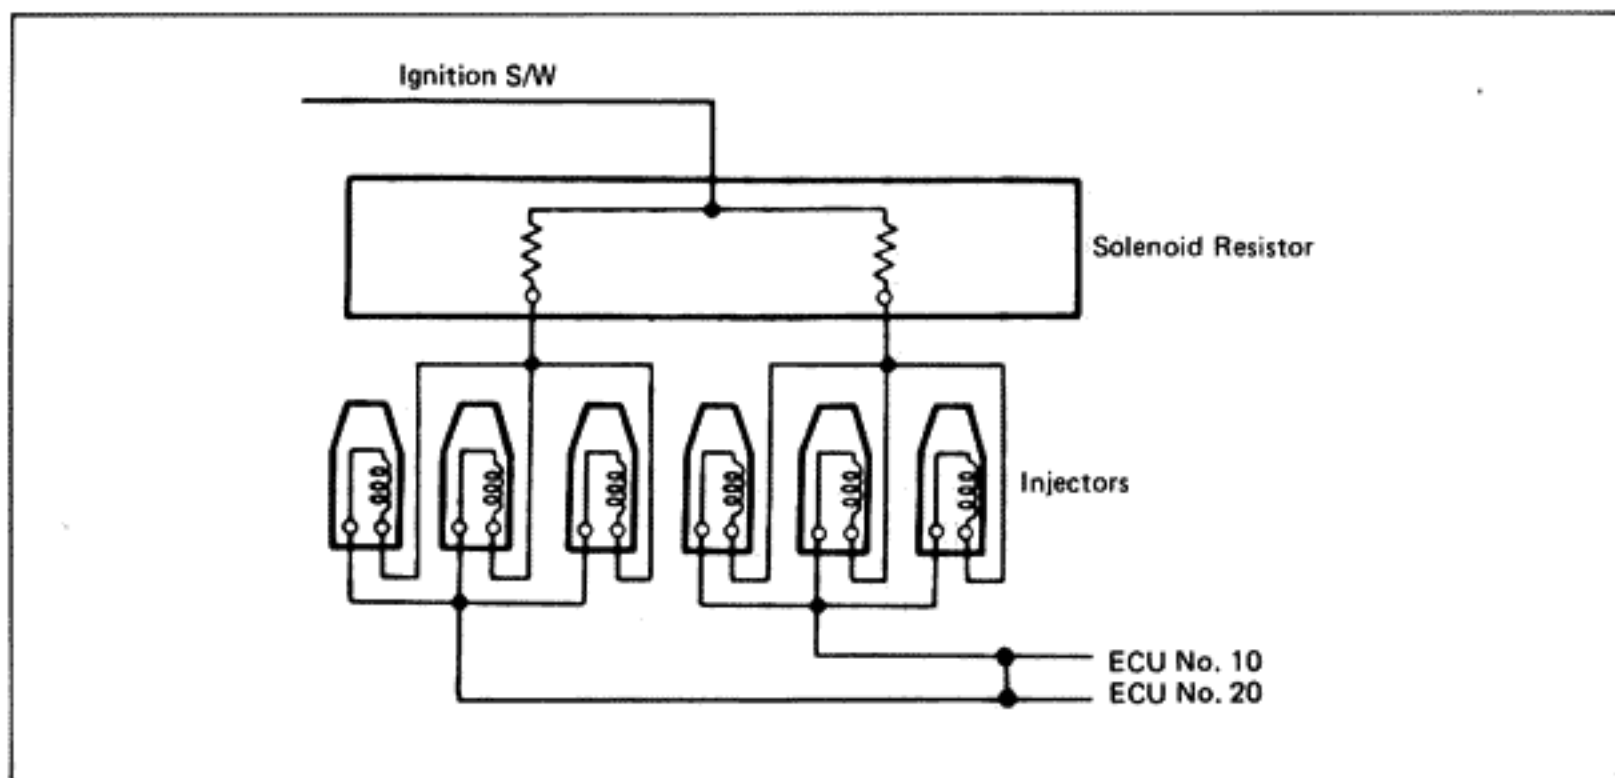 Ignition S/W
Solenoid Resistor
Injectors
ECU No. 10
ECU No. 20